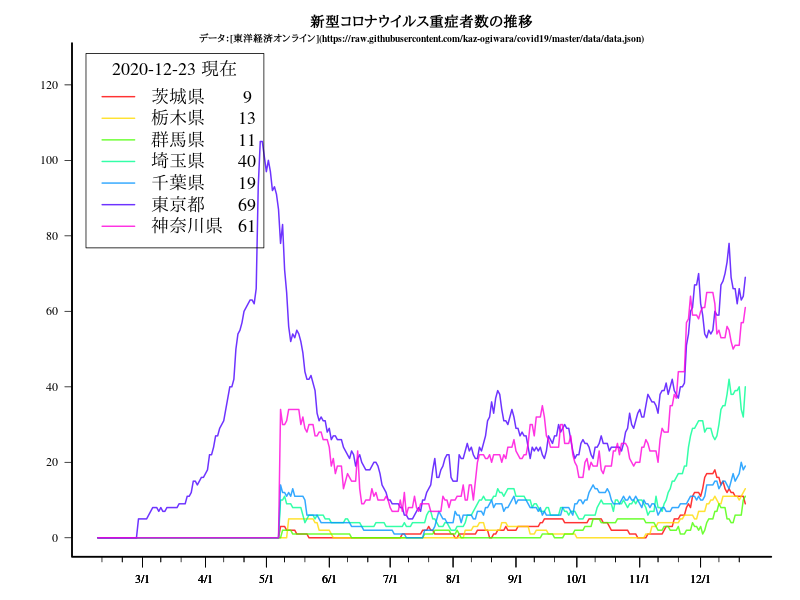 新型コロナウイルス重症者数の推移
データ:[東洋経済オンライン](https://raw.githubusercontent.com/kaz-ogiwara/covid19/master/data/data.json)
2020-12-23 現在
茨城県 9
栃木県 13
群馬県 11
埼玉県 40
千葉県 19
東京都 69
神奈川県 61
120
100
80
60
40
20
0
3/1 4/1 5/1 6/1 7/1 8/1 9/1 10/1 11/1 12/1